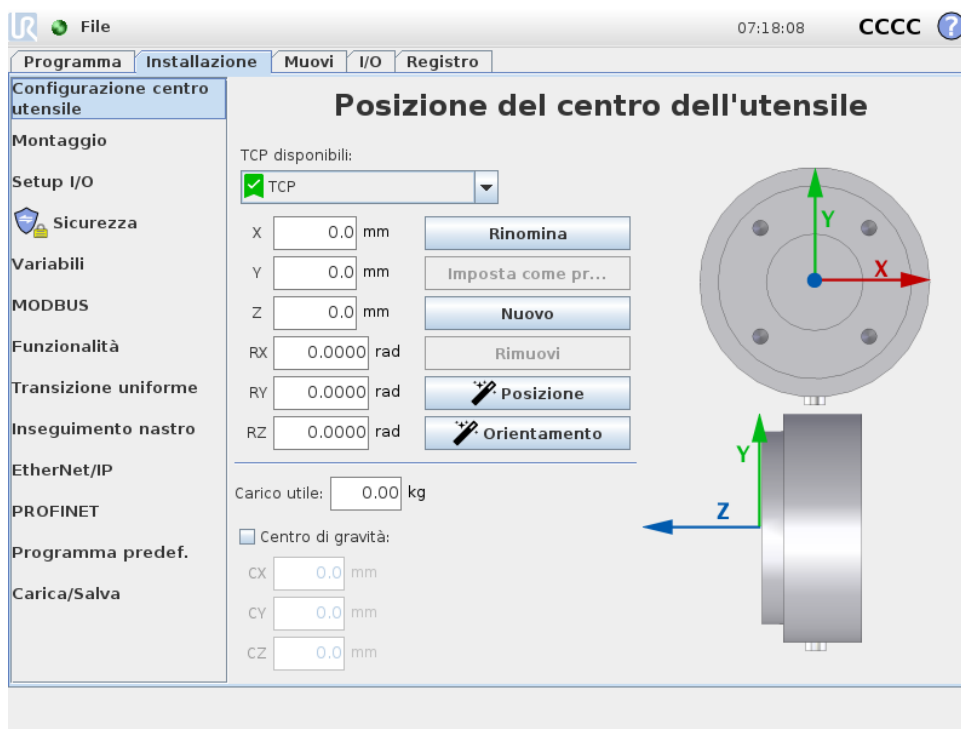 UR File 07:18:08 CCCC ?
Programma Installazione Muovi I/O Registro
Configurazione centro
utensile
Montaggio
Setup I/O
Sicurezza
Variabili
MODBUS
Funzionalità
Transizione uniforme
Inseguimento nastro
EtherNet/IP
PROFINET
Programma predef.
Carica/Salva
Posizione del centro dell'utensile
TCP disponibili:
TCP
X 0.0 mm Rinomina
Y 0.0 mm Imposta come pr...
Z 0.0 mm Nuovo
RX 0.0000 rad Rimuovi
RY 0.0000 rad Posizione
RZ 0.0000 rad Orientamento
Carico utile: 0.00 kg
Centro di gravità:
CX 0.0 mm
CY 0.0 mm
CZ 0.0 mm
Y
X
Y
Z